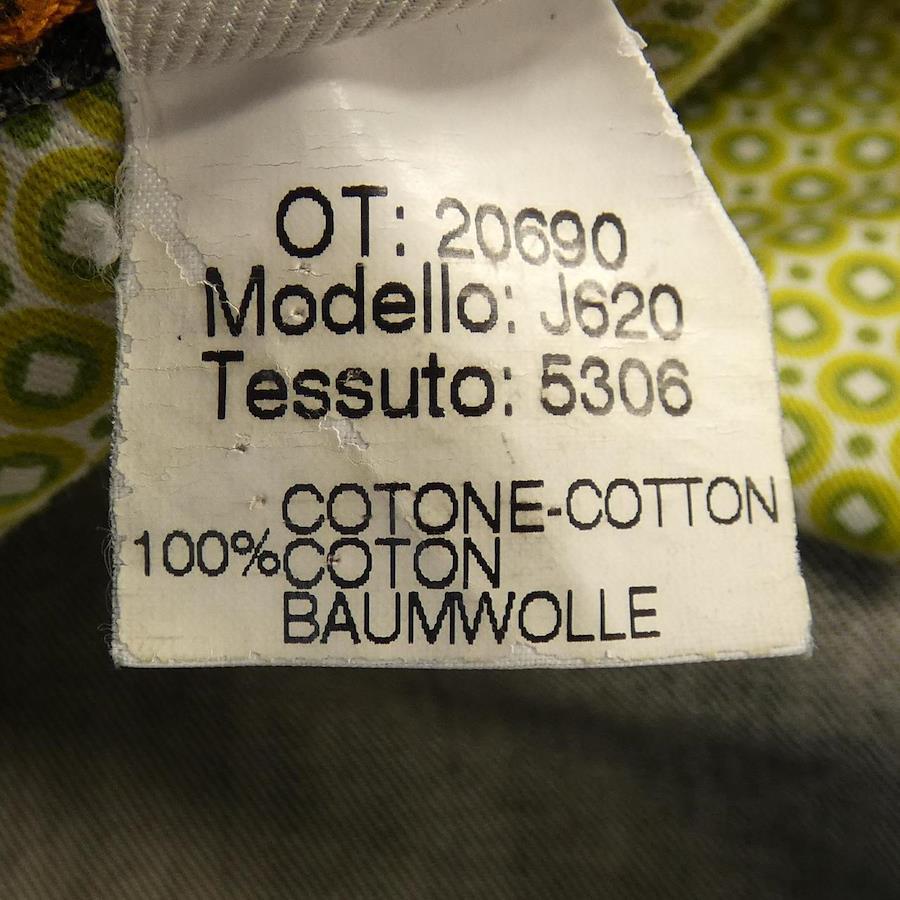 OT: 20690
Modello: J620
Tessuto: 5306
COTONE-COTTON
100%COTON
BAUMWOLLE